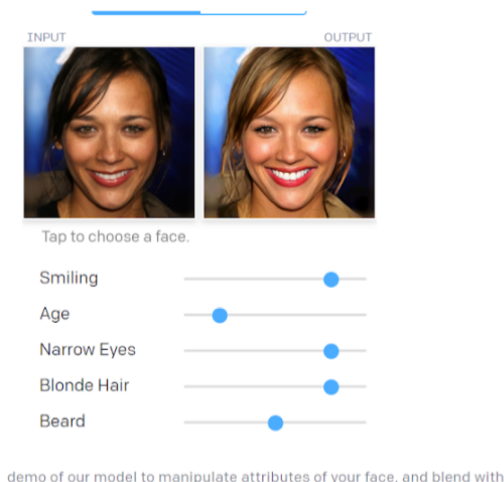 INPUT
OUTPUT
Tap to choose a face.
Smiling
Age
Narrow Eyes
Blonde Hair
Beard
demo of our model to manipulate attributes of your face, and blend with